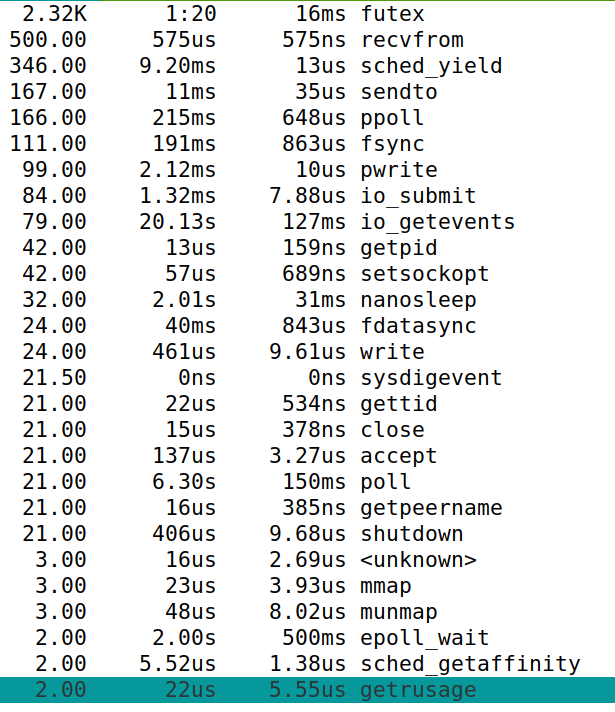 2.32K 1:20 16ms futex
500.00 575us 575ns recvfrom
346.00 9.20ms 13us sched_yield
167.00 11ms 35us sendto
166.00 215ms 648us ppoll
111.00 191ms 863us fsync
99.00 2.12ms 10us pwrite
84.00 1.32ms 7.88us io_submit
79.00 20.13s 127ms io_getevents
42.00 13us 159ns getpid
42.00 57us 689ns setsockopt
32.00 2.01s 31ms nanosleep
24.00 40ms 843us fdatasync
24.00 461us 9.61us write
21.50 0ns 0ns sysdigevent
21.00 22us 534ns gettid
21.00 15us 378ns close
21.00 137us 3.27us accept
21.00 6.30s 150ms poll
21.00 16us 385ns getpeername
21.00 406us 9.68us shutdown
3.00 16us 2.69us <unknown>
3.00 23us 3.93us mmap
3.00 48us 8.02us munmap
2.00 2.00s 500ms epoll_wait
2.00 5.52us 1.38us sched_getaffinity
2.00 22us 5.55us getrusage